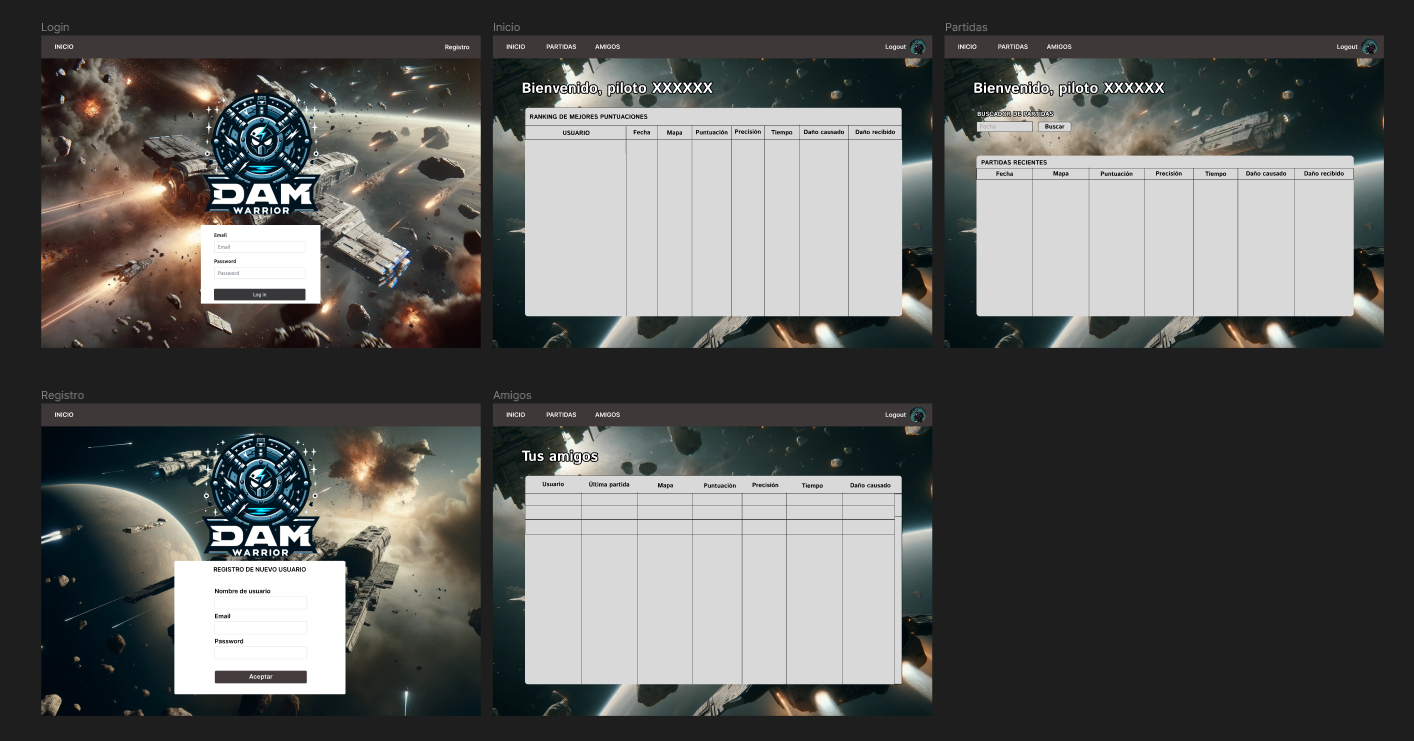 Login
INICIO Registro
DAM
WARRIOR
Email
Email
Password
Password
Log in
Inicio
INICIO PARTIDAS AMIGOS Logout
Bienvenido, piloto XXXXXX
RANKING DE MEJORES PUNTUACIONES
USUARIO Fecha Mapa Puntuación Precisión Tiempo Daño causado Daño recibido
Partidas
INICIO PARTIDAS AMIGOS Logout
Bienvenido, piloto XXXXXX
BUSCADOR DE PARTIDAS
Fecha Buscar
PARTIDAS RECIENTES
Fecha Mapa Puntuación Precisión Tiempo Daño causado Daño recibido
Registro
INICIO
DAM
WARRIOR
REGISTRO DE NUEVO USUARIO
Nombre de usuario
Email
Password
Aceptar
Amigos
INICIO PARTIDAS AMIGOS Logout
Tus amigos
Usuario Última partida Mapa Puntuación Precisión Tiempo Daño causado